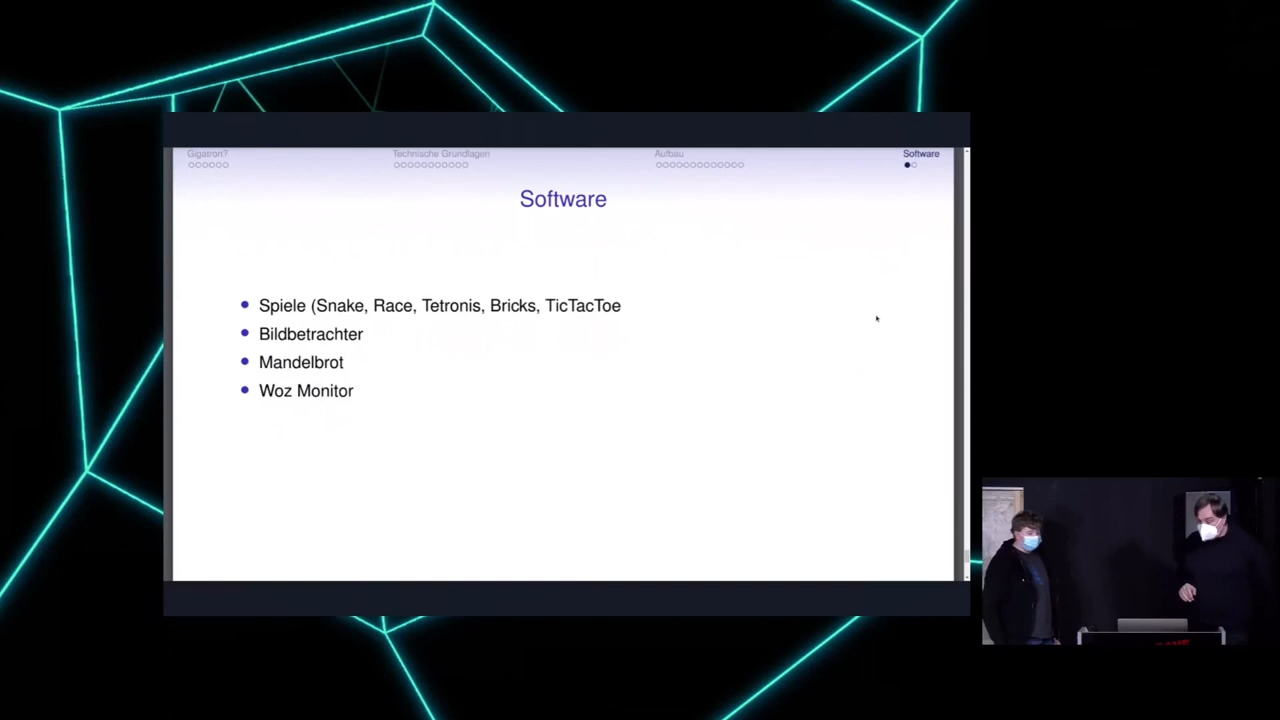 Gigatron?
Technische Grundlagen
Aufbau
Software
Software
Spiele (Snake, Race, Tetronis, Bricks, TicTacToe
Bildbetrachter
Mandelbrot
Woz Monitor